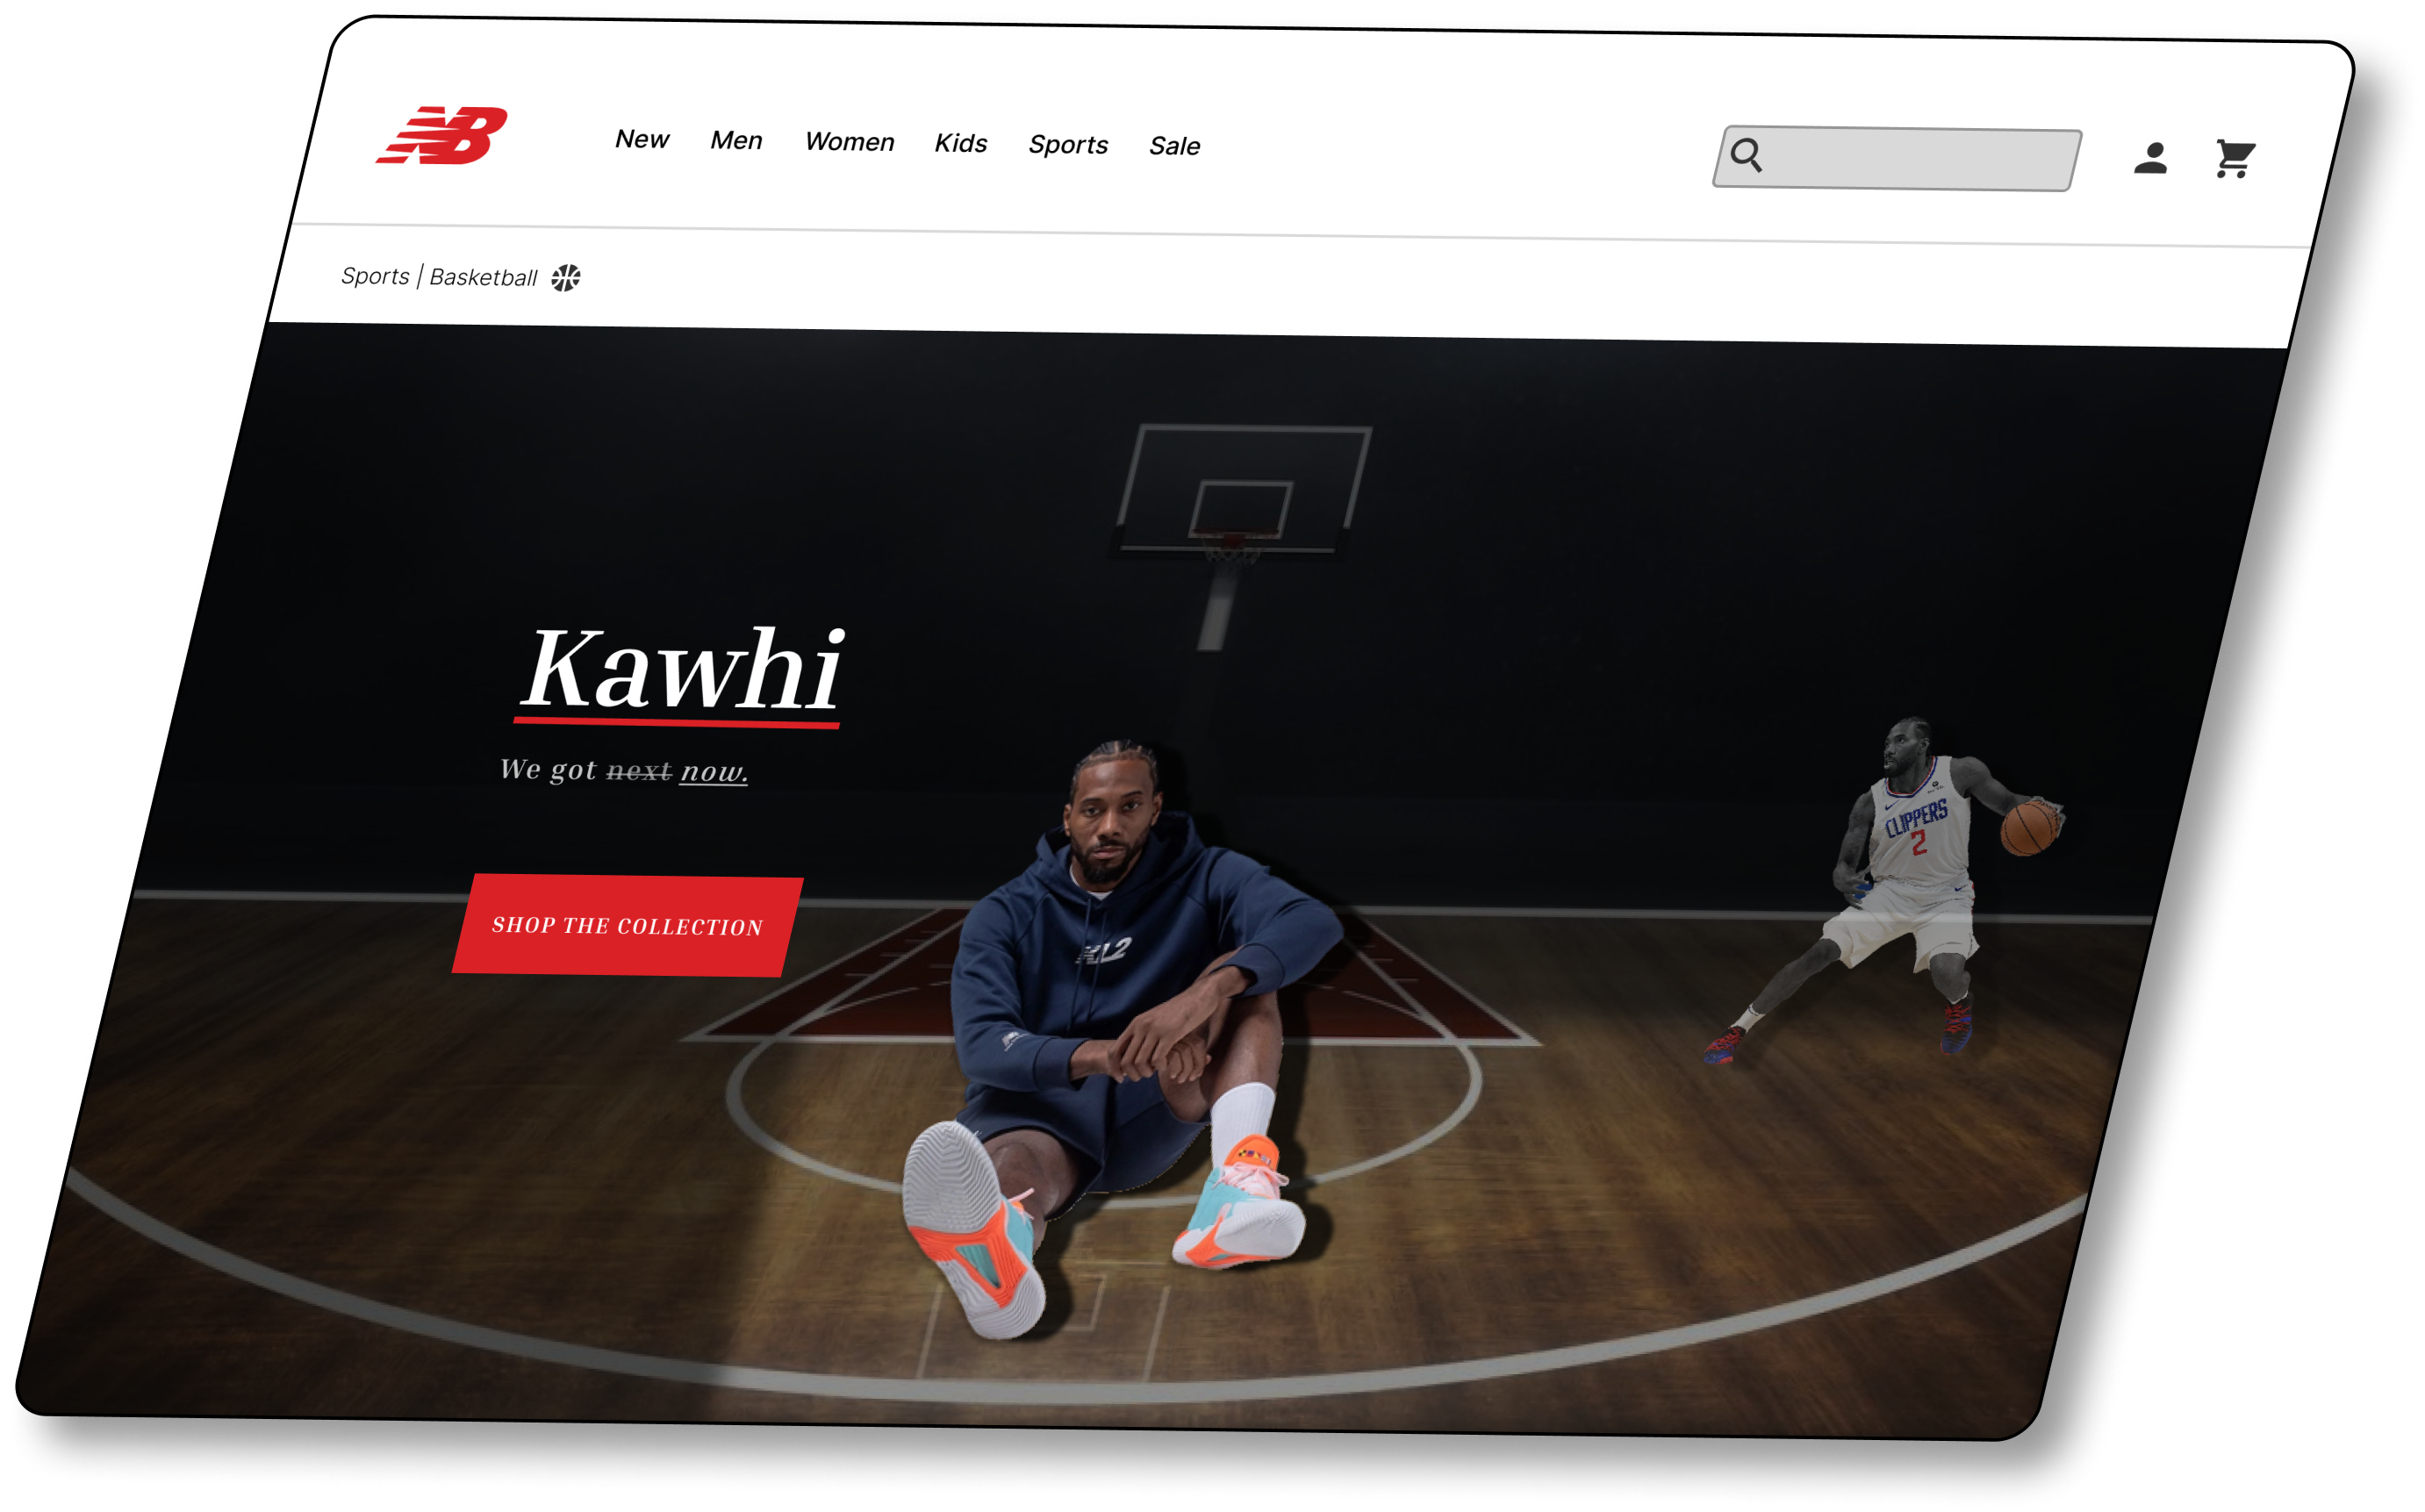 NB
New Men Women Kids Sports Sale
Sports | Basketball
Kawhi
We got next now.
SHOP THE COLLECTION
KL2
CLIPPERS
2